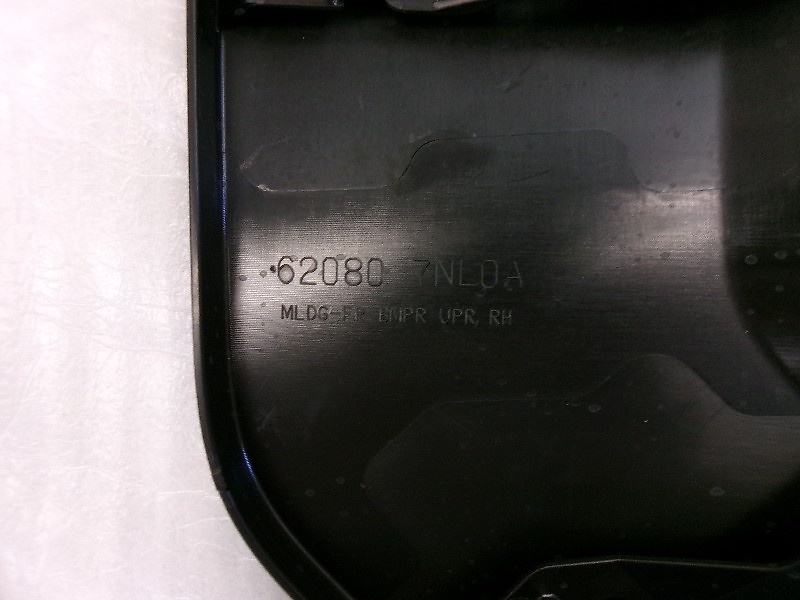 62080 7NL0A
MLDG-FR BMPR UPR, RH